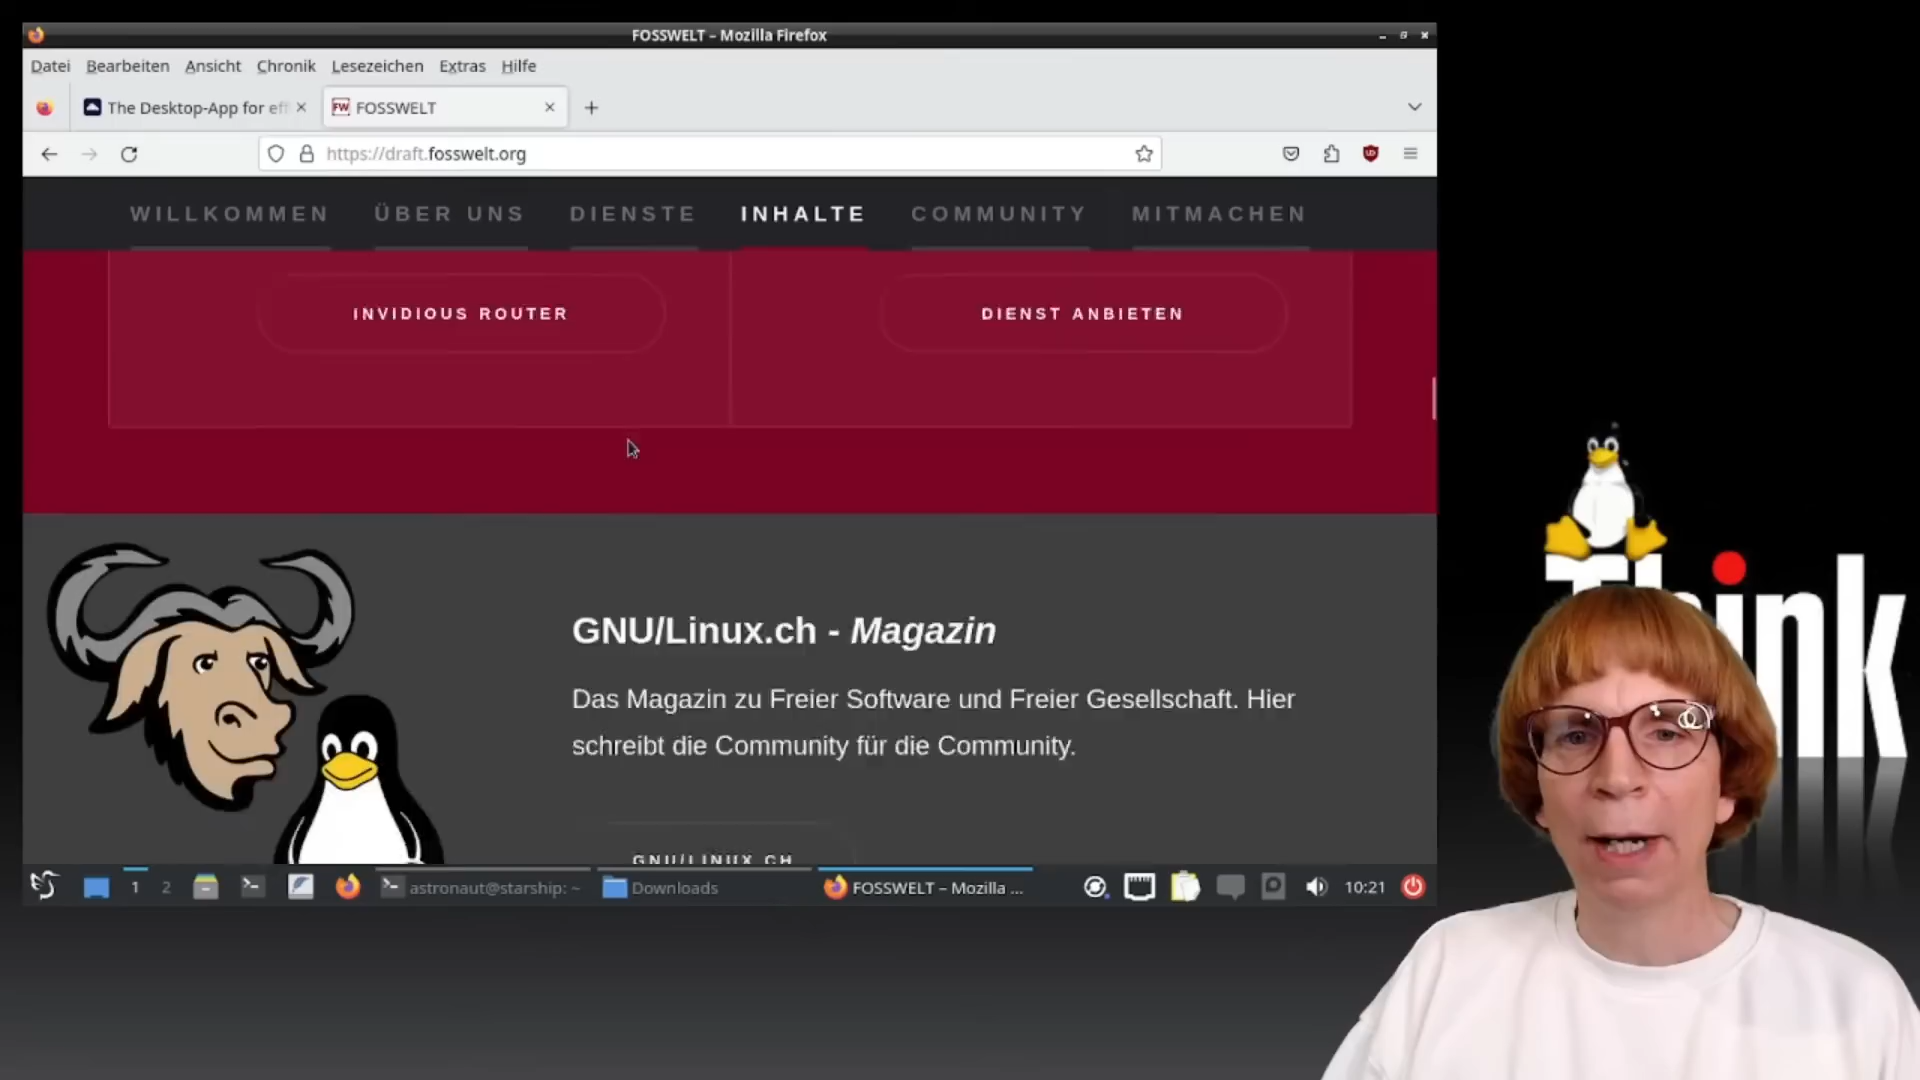 FOSSWELT – Mozilla Firefox
Datei Bearbeiten Ansicht Chronik Lesezeichen Extras Hilfe
The Desktop-App for eff
FW FOSSWELT
https://draft.fosswelt.org
WILLKOMMEN ÜBER UNS DIENSTE INHALTE COMMUNITY MITMACHEN
INVIDIOUS ROUTER
DIENST ANBIETEN
GNU/Linux.ch - Magazin
Das Magazin zu Freier Software und Freier Gesellschaft. Hier
schreibt die Community für die Community.
GNU/LINUX.CH
1 2 astronaut@starship: ~ Downloads FOSSWELT – Mozilla ... 10:21
Think